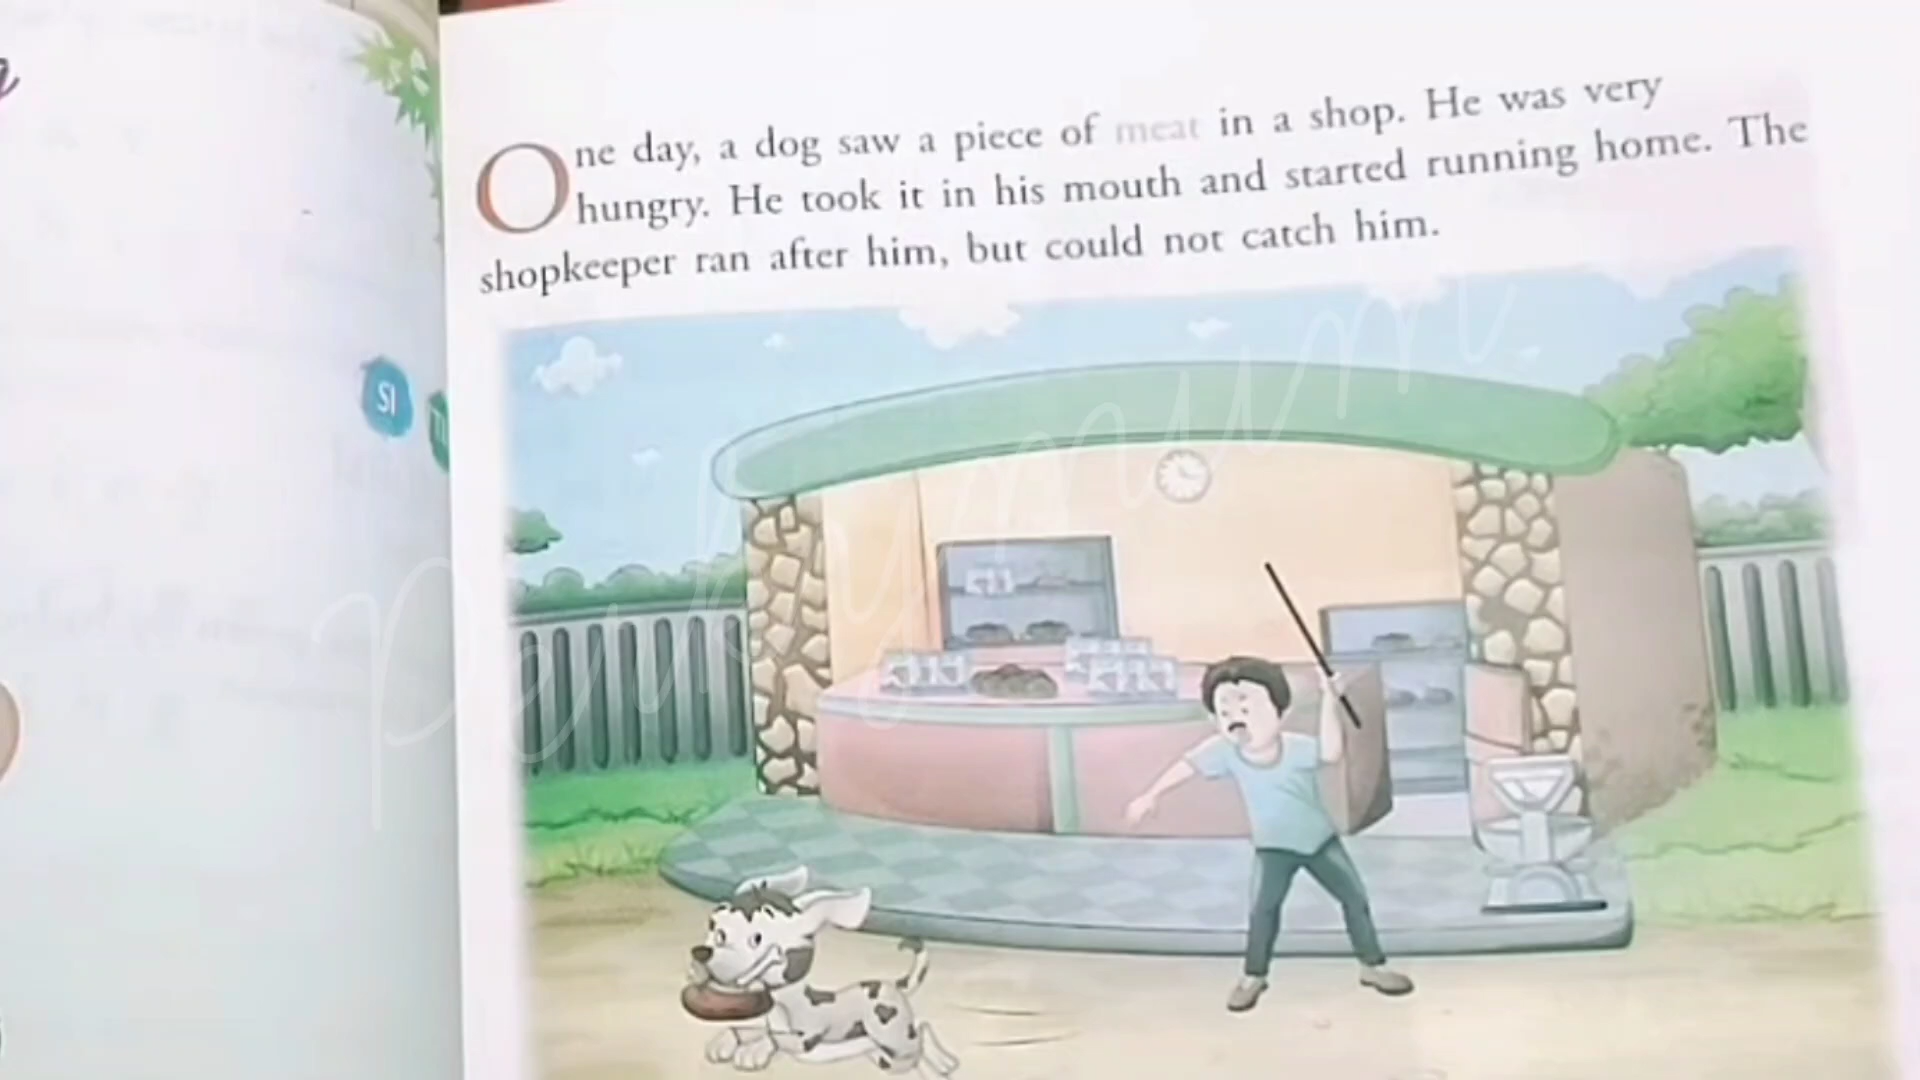 One day, a dog saw a piece of meat in a shop. He was very
hungry. He took it in his mouth and started running home. The
shopkeeper ran after him, but could not catch him.
SI